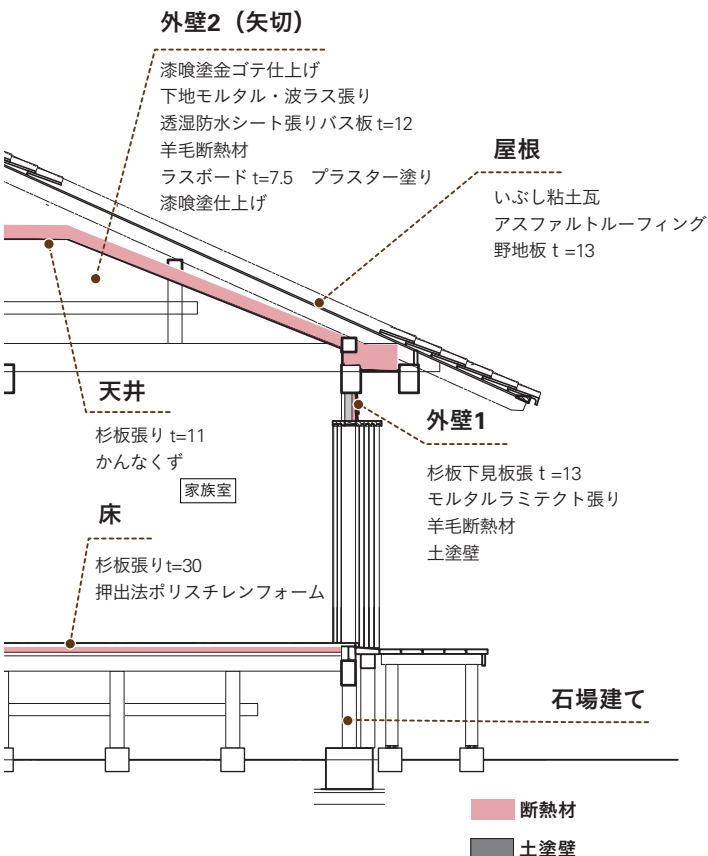 外壁2（矢切）
漆喰塗金ゴテ仕上げ
下地モルタル・波ラス張り
透湿防水シート張りバス板 t=12
羊毛断熱材
ラスボード t=7.5　プラスター塗り
漆喰塗仕上げ
屋根
いぶし粘土瓦
アスファルトルーフィング
野地板 t =13
天井
杉板張り t=11
かんなくず
外壁1
杉板下見板張 t =13
モルタルラミテクト張り
羊毛断熱材
土塗壁
家族室
床
杉板張りt=30
押出法ポリスチレンフォーム
石場建て
断熱材
土塗壁